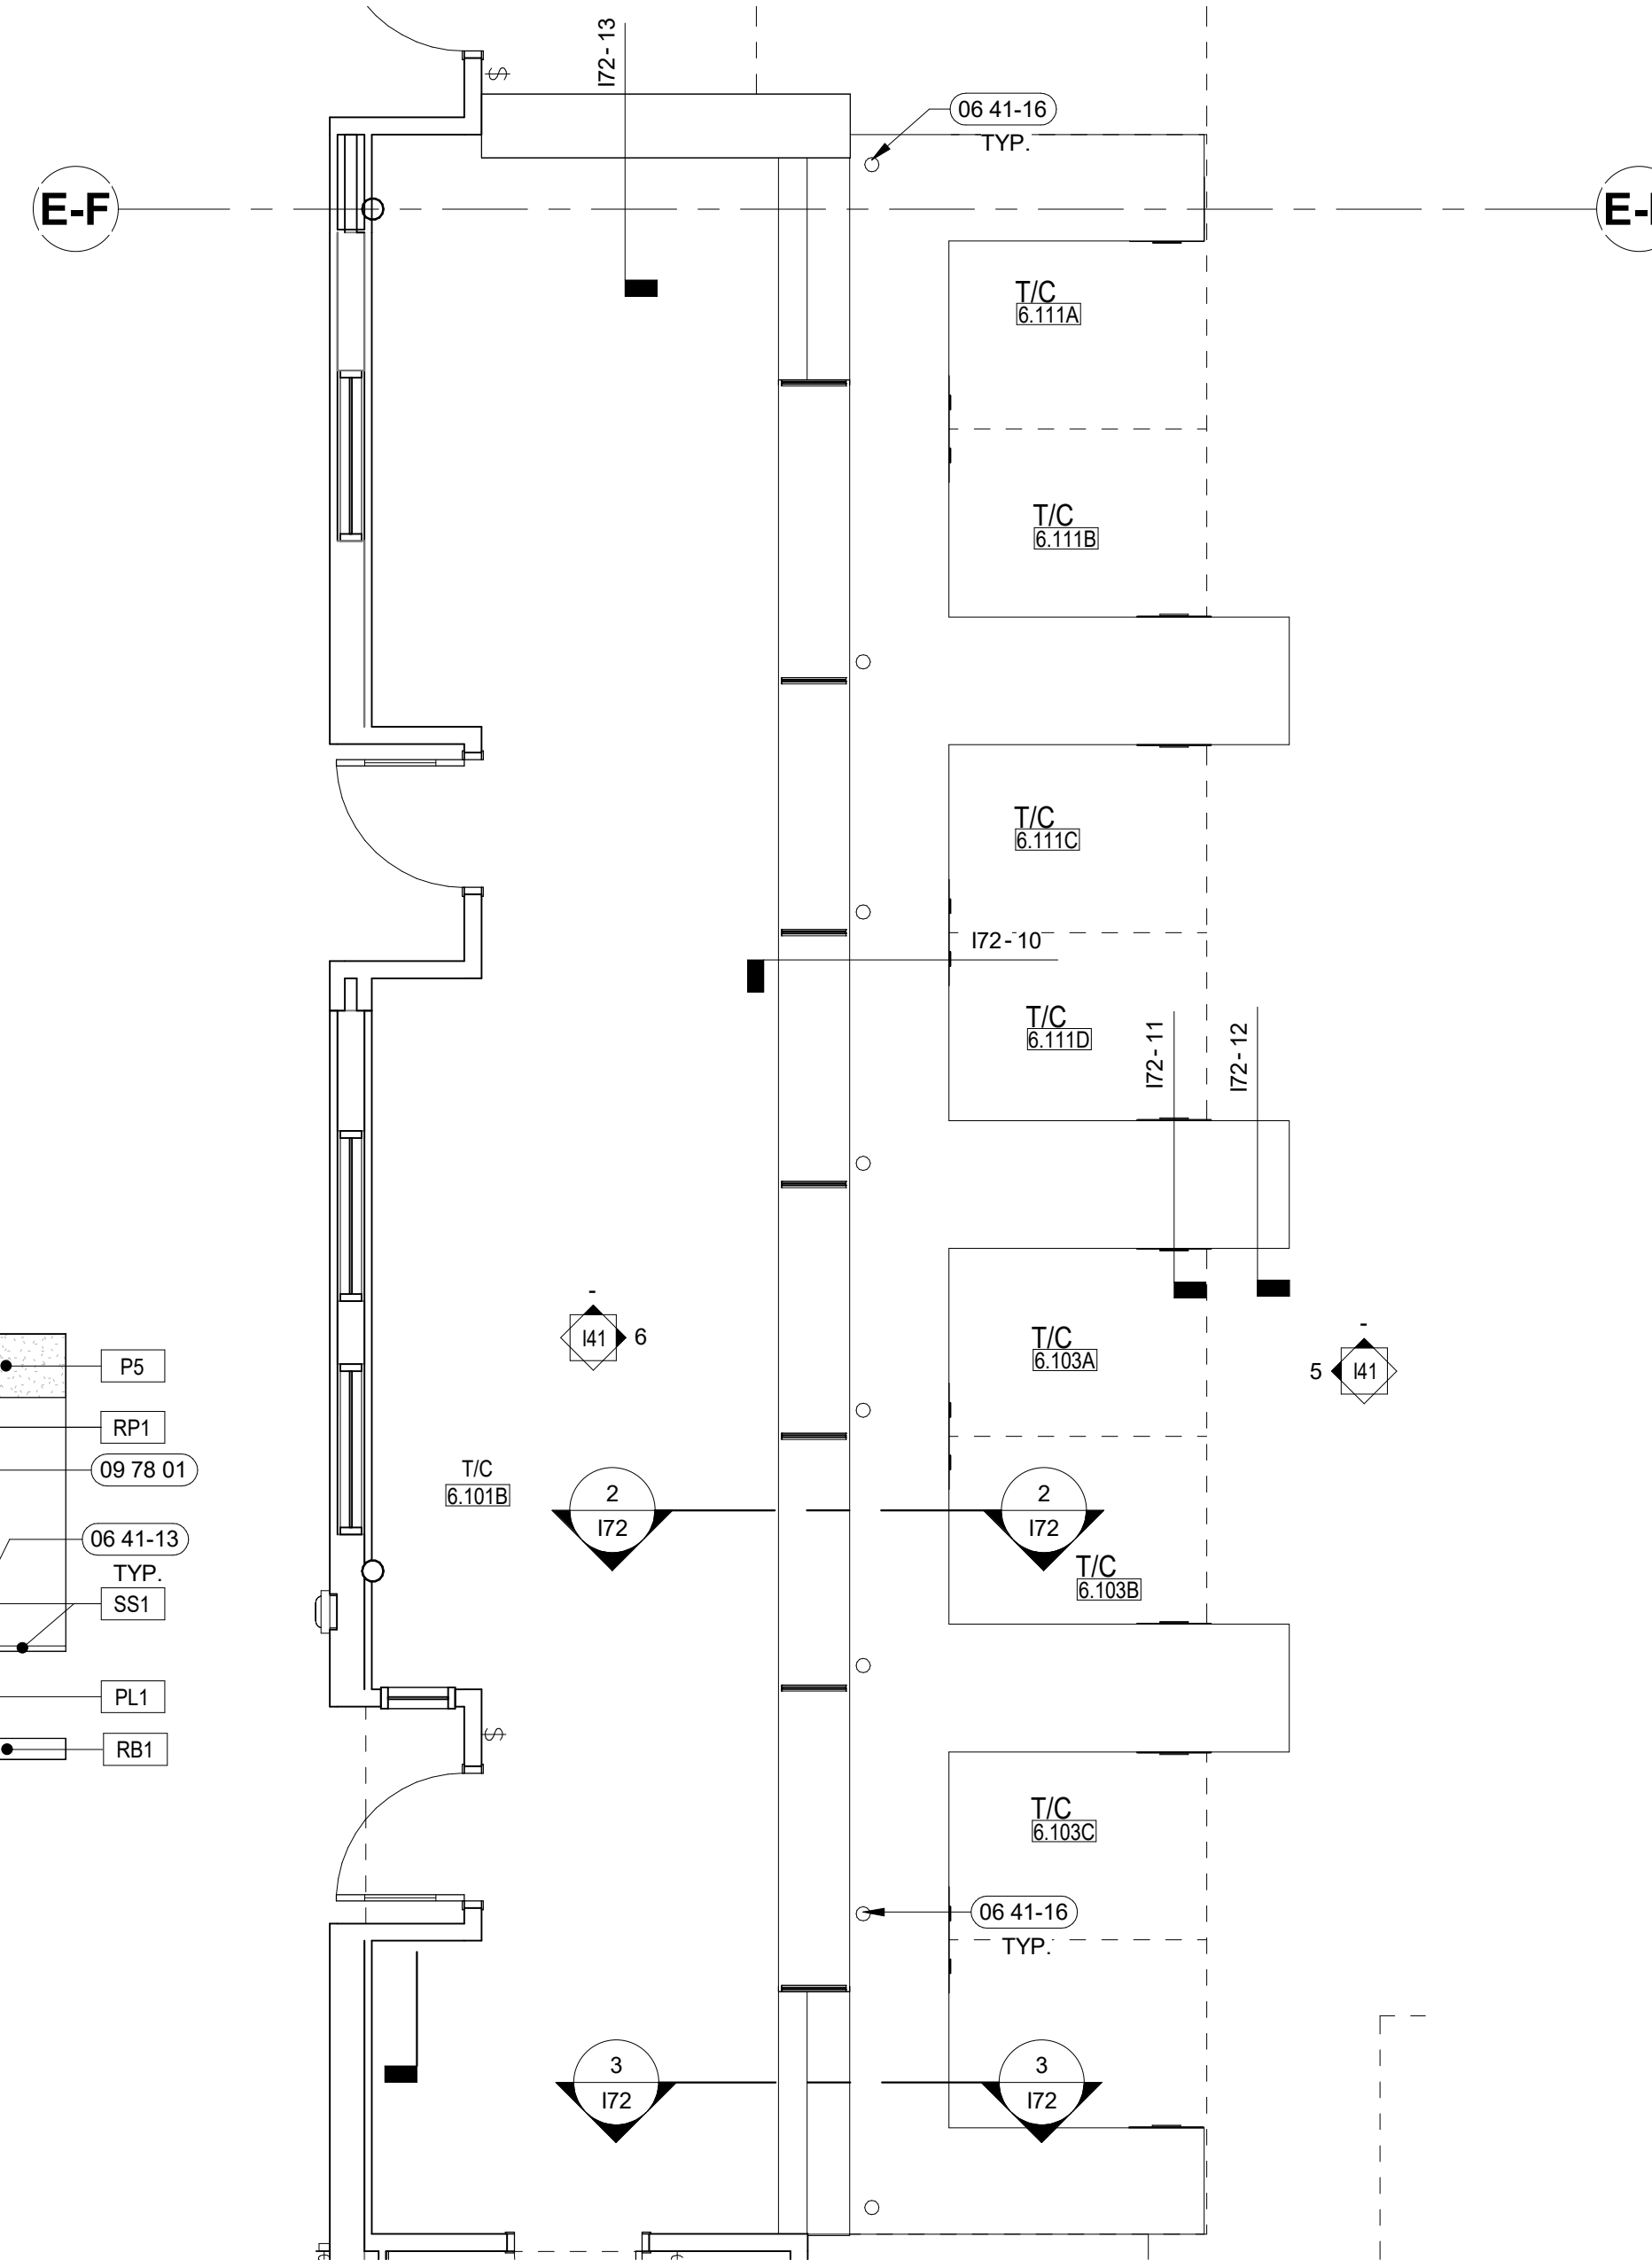 I72-13
06 41-16
TYP.
E-F
T/C
6.111A
T/C
6.111B
T/C
6.111C
I72-10
T/C
6.111D
I72-11
I72-12
-
I41
6
T/C
6.103A
-
5
I41
P5
RP1
09 78 01
T/C
6.101B
2
I72
2
I72
06 41-13
TYP.
T/C
6.103B
SS1
PL1
RB1
T/C
6.103C
06 41-16
TYP.
3
I72
3
I72